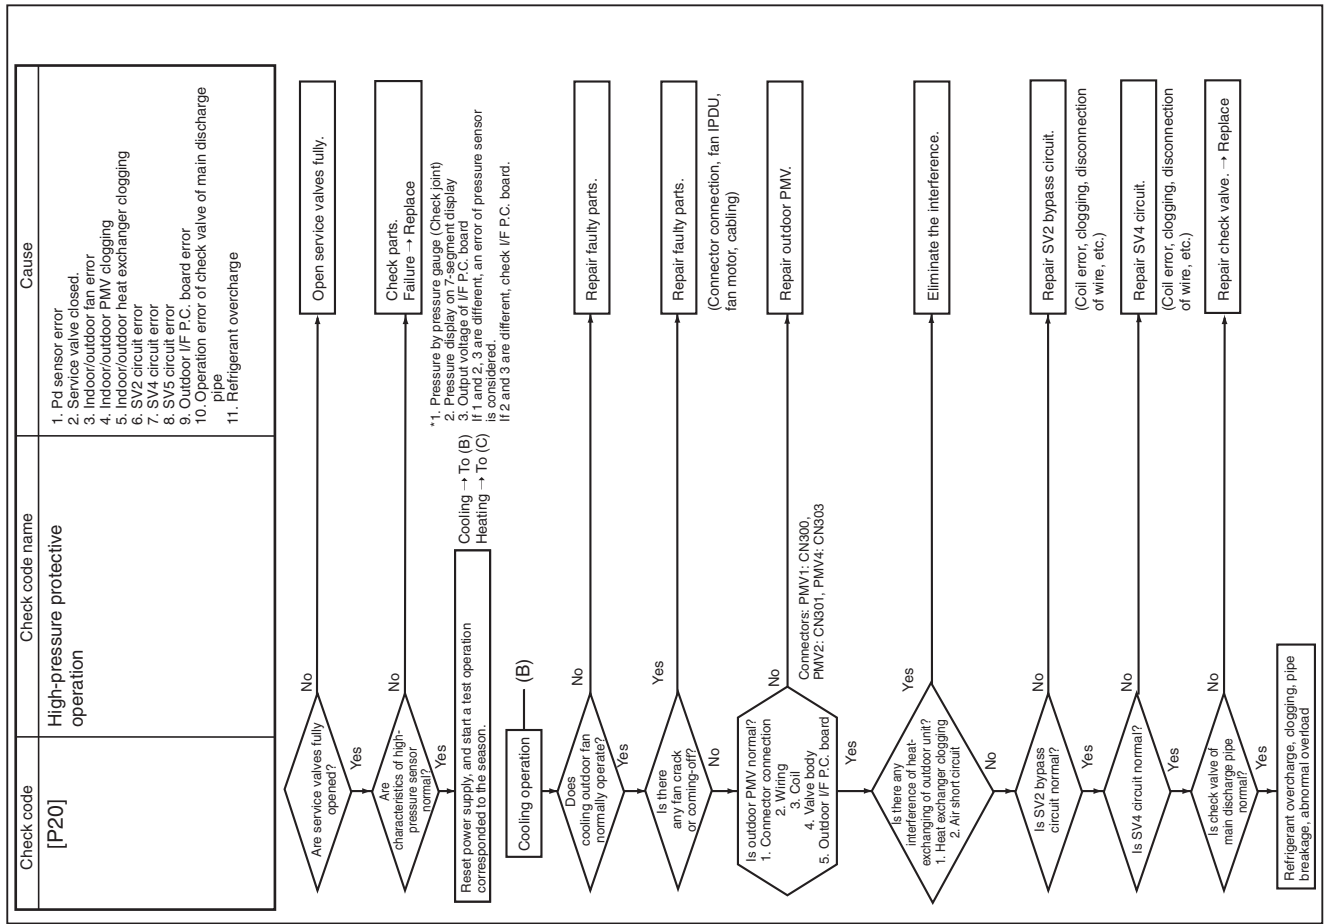 Check code
Check code name
Cause
[P20]
High-pressure protective
operation
1. Pd sensor error
2. Service valve closed.
3. Indoor/outdoor fan error
4. Indoor/outdoor PMV clogging
5. Indoor/outdoor heat exchanger clogging
6. SV2 circuit error
7. SV4 circuit error
8. SV5 circuit error
9. Outdoor I/F P.C. board error
10. Operation error of check valve of main discharge
pipe
11. Refrigerant overcharge
Are service valves fully
opened?
No
Open service valves fully.
Yes
Are
characteristics of high-
pressure sensor
normal?
No
Check parts.
Failure → Replace
Yes
*1. Pressure by pressure gauge (Check joint)
2. Pressure display on 7-segment display
3. Output voltage of I/F P.C. board
If 1 and 2, 3 are different, an error of pressure sensor
is considered.
If 2 and 3 are different, check I/F P.C. board.
Reset power supply, and start a test operation
corresponded to the season.
Cooling → To (B)
Heating → To (C)
Cooling operation
(B)
Does
cooling outdoor fan
normally operate?
No
Repair faulty parts.
Yes
Is there
any fan crack
or coming-off?
Yes
Repair faulty parts.
(Connector connection, fan IPDU,
fan motor, cabling)
No
Is outdoor PMV normal?
1. Connector connection
2. Wiring
3. Coil
4. Valve body
5. Outdoor I/F P.C. board
No
Repair outdoor PMV.
Connectors: PMV1: CN300,
PMV2: CN301, PMV4: CN303
Yes
Is there any
interference of heat-
exchanging of outdoor unit?
1. Heat exchanger clogging
2. Air short circuit
Yes
Eliminate the interference.
No
Is SV2 bypass
circuit normal?
No
Repair SV2 bypass circuit.
(Coil error, clogging, disconnection
of wire, etc.)
Yes
Is SV4 circuit normal?
No
Repair SV4 circuit.
(Coil error, clogging, disconnection
of wire, etc.)
Yes
Is check valve of
main discharge pipe
normal?
No
Repair check valve. → Replace
Yes
Refrigerant overcharge, clogging, pipe
breakage, abnormal overload